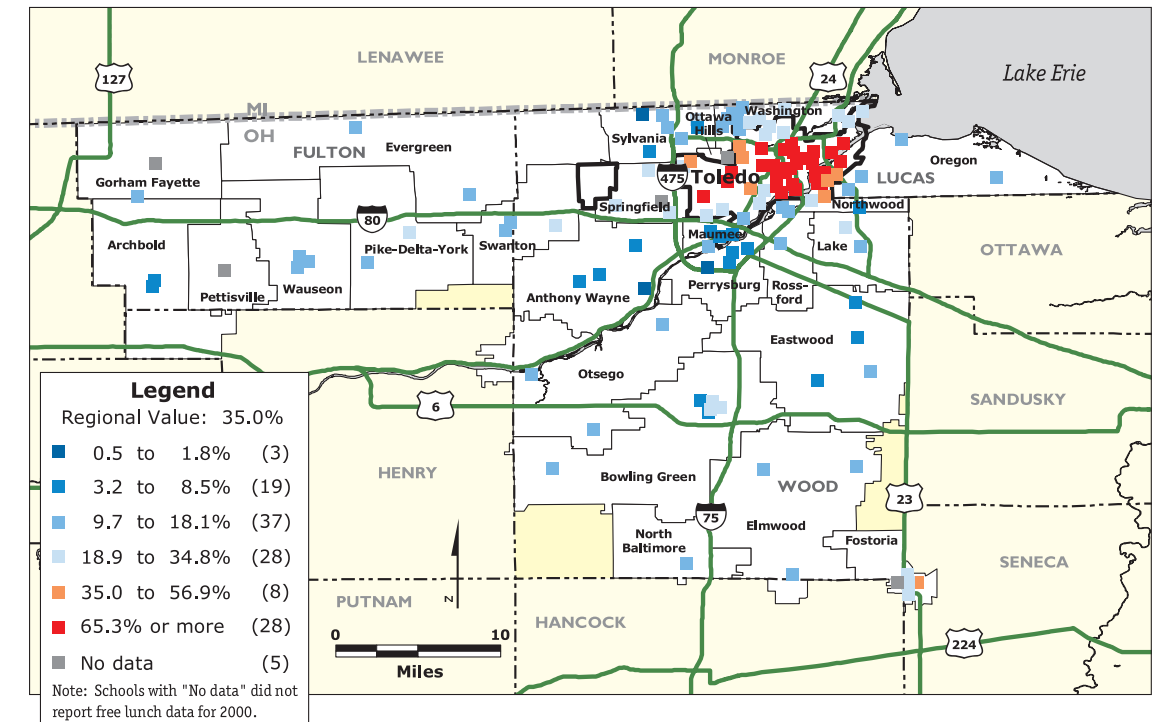 LENAWEE
MONROE
127
24
Lake Erie
MI
OH
Ottawa
Hills
Washington
Sylvania
FULTON
Evergreen
Oregon
Gorham Fayette
475
Toledo
LUCAS
80
Springfield
Northwood
Archbold
Pike-Delta-York
Swanton
Maumee
Lake
OTTAWA
Pettisville
Wauseon
Anthony Wayne
Perrysburg
Ross-
ford
Eastwood
Otsego
Legend
Regional Value: 35.0%
0.5 to 1.8% (3)
3.2 to 8.5% (19)
9.7 to 18.1% (37)
18.9 to 34.8% (28)
35.0 to 56.9% (8)
65.3% or more (28)
No data (5)
Note: Schools with "No data" did not
report free lunch data for 2000.
6
SANDUSKY
HENRY
Bowling Green
WOOD
23
75
Elmwood
North
Baltimore
Fostoria
SENECA
N
PUTNAM
HANCOCK
0 10
Miles
224